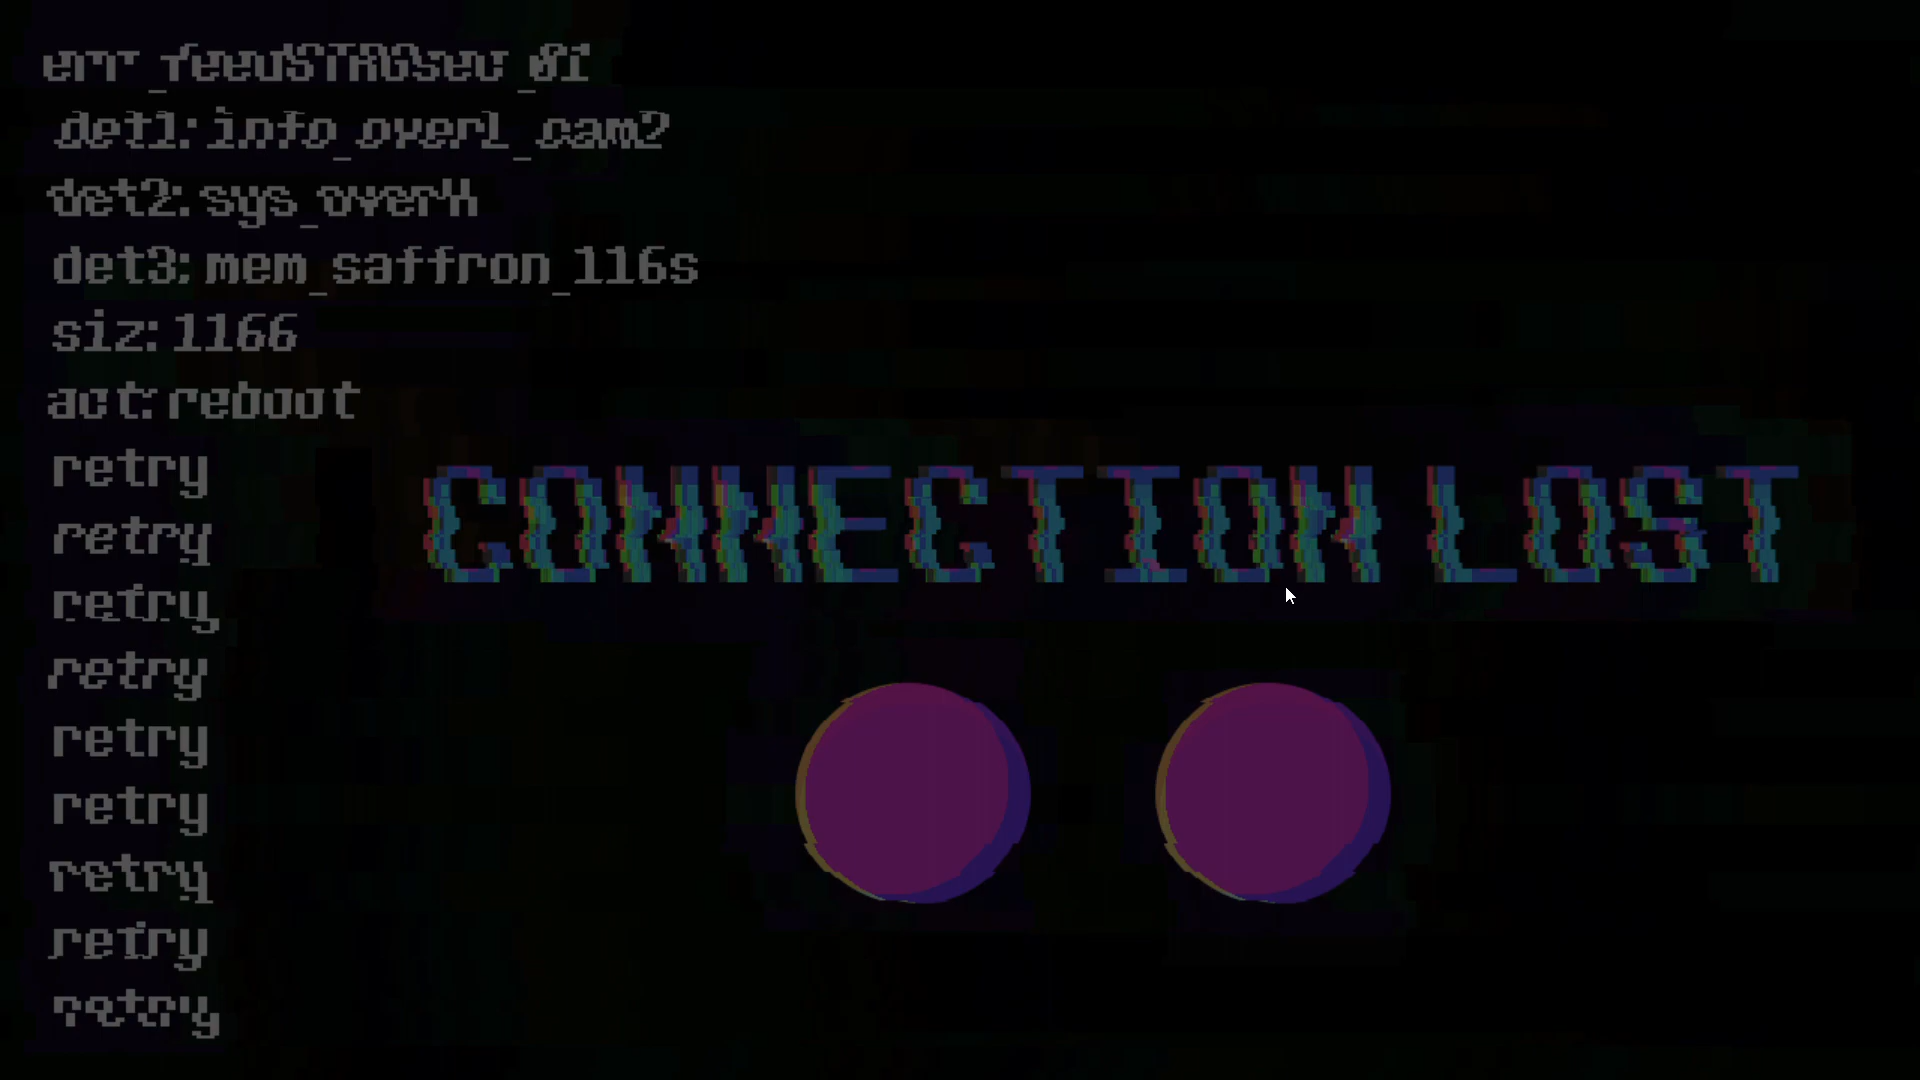 err_feedSTRGsec_01
det1: info_overl_cam2
det2: sys_overH
det3: mem_saffron_116s
siz: 1166
act: reboot
retry
retry
retry
retry
retry
retry
retry
retry
retry
CONNECTION LOST